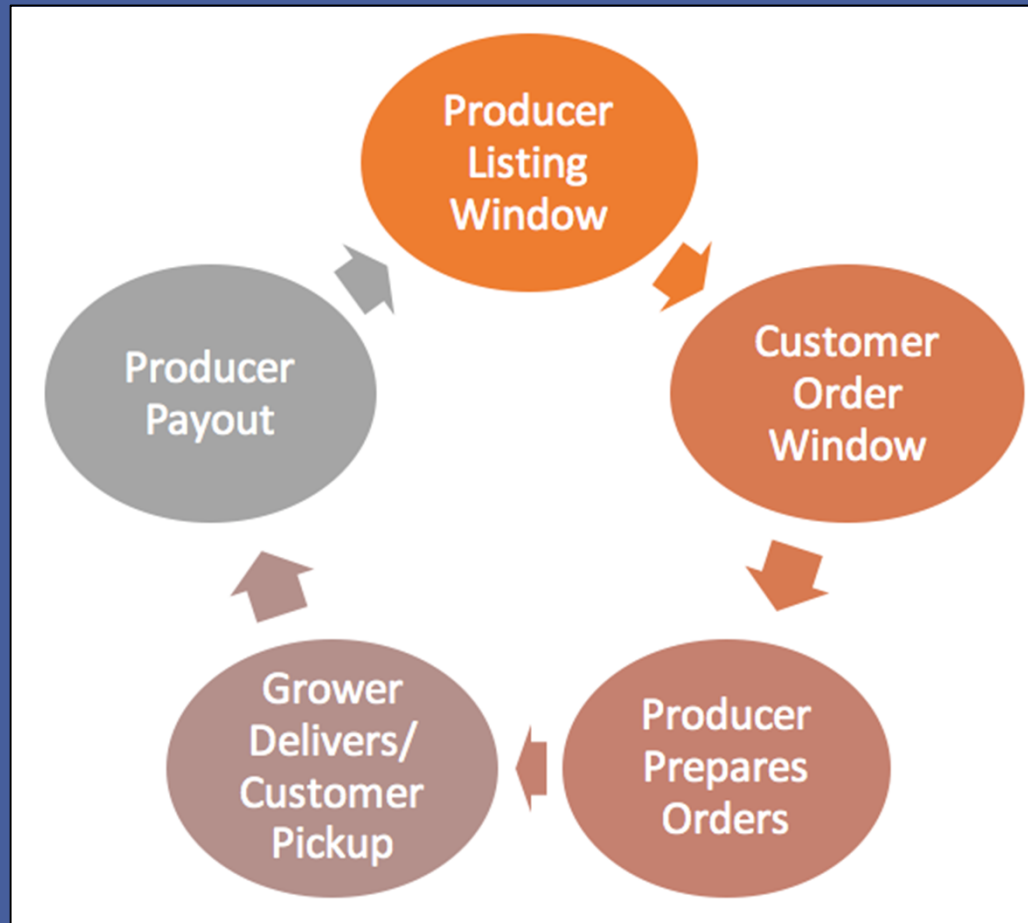 Producer
Listing
Window
Customer
Order
Window
Producer
Prepares
Orders
Grower
Delivers/
Customer
Pickup
Producer
Payout